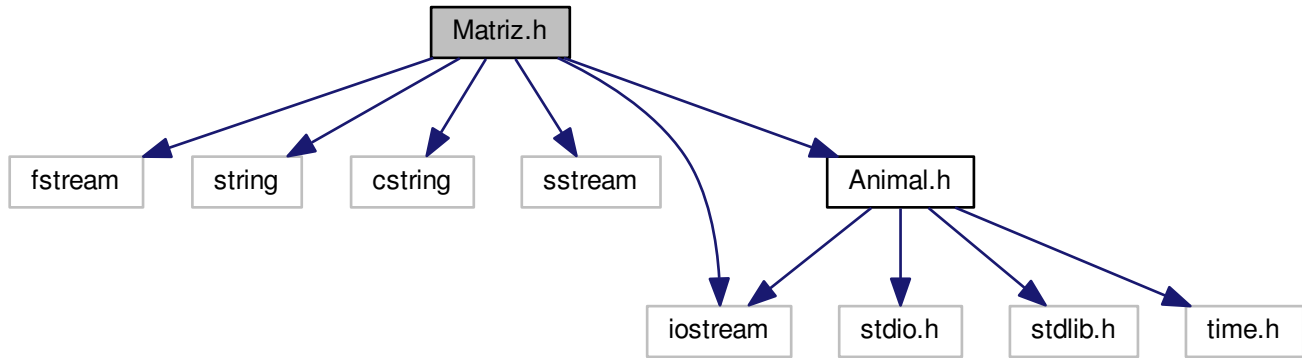 Matriz.h
fstream
string
cstring
sstream
Animal.h
iostream
stdio.h
stdlib.h
time.h